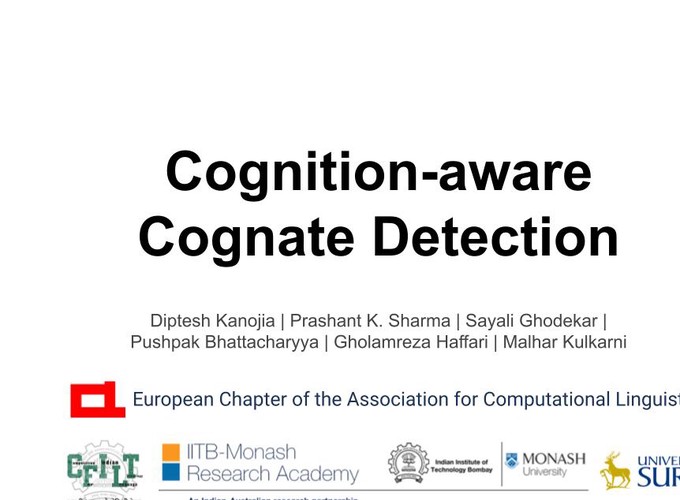 Cognition-aware
Cognate Detection
Diptesh Kanojia | Prashant K. Sharma | Sayali Ghodekar |
Pushpak Bhattacharyya | Gholamreza Haffari | Malhar Kulkarni
European Chapter of the Association for Computational Linguist
IITB-Monash
Research Academy
Indian Institute of
Technology Bombay
MONASH
University
UNIVE
SUR
CFILT
An Indian-Australian research partnership